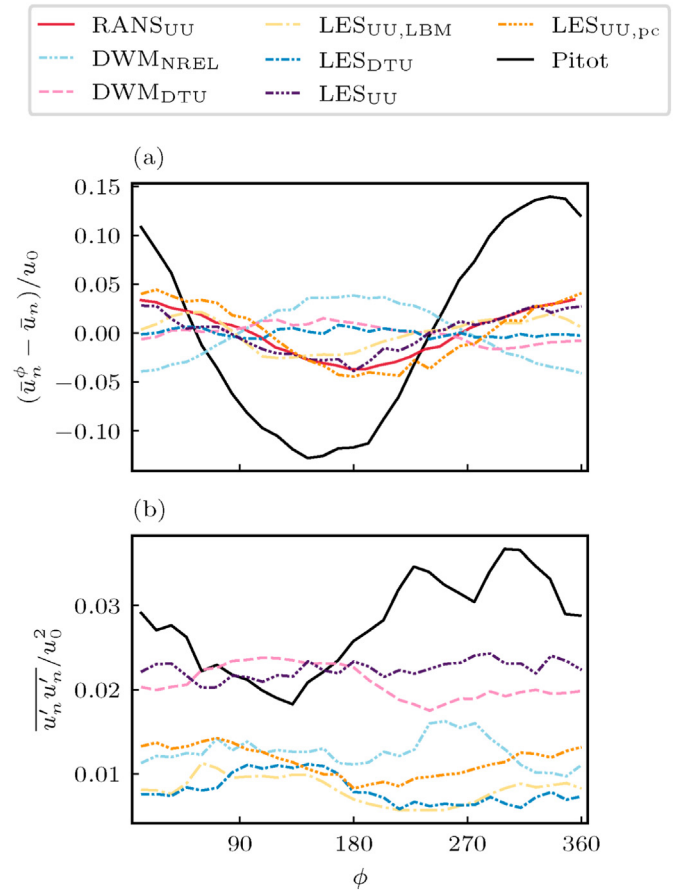 RANS_UU LES_UU,LBM LES_UU,pc
DWM_NREL LES_DTU Pitot
DWM_DTU LES_UU
(a)
0.15
0.10
0.05
0.00
−0.05
−0.10
(ū_n^ϕ − ū_n)/u_0
(b)
0.03
0.02
0.01
\overline{u'_n u'_n}/u_0^2
90 180 270 360
ϕ